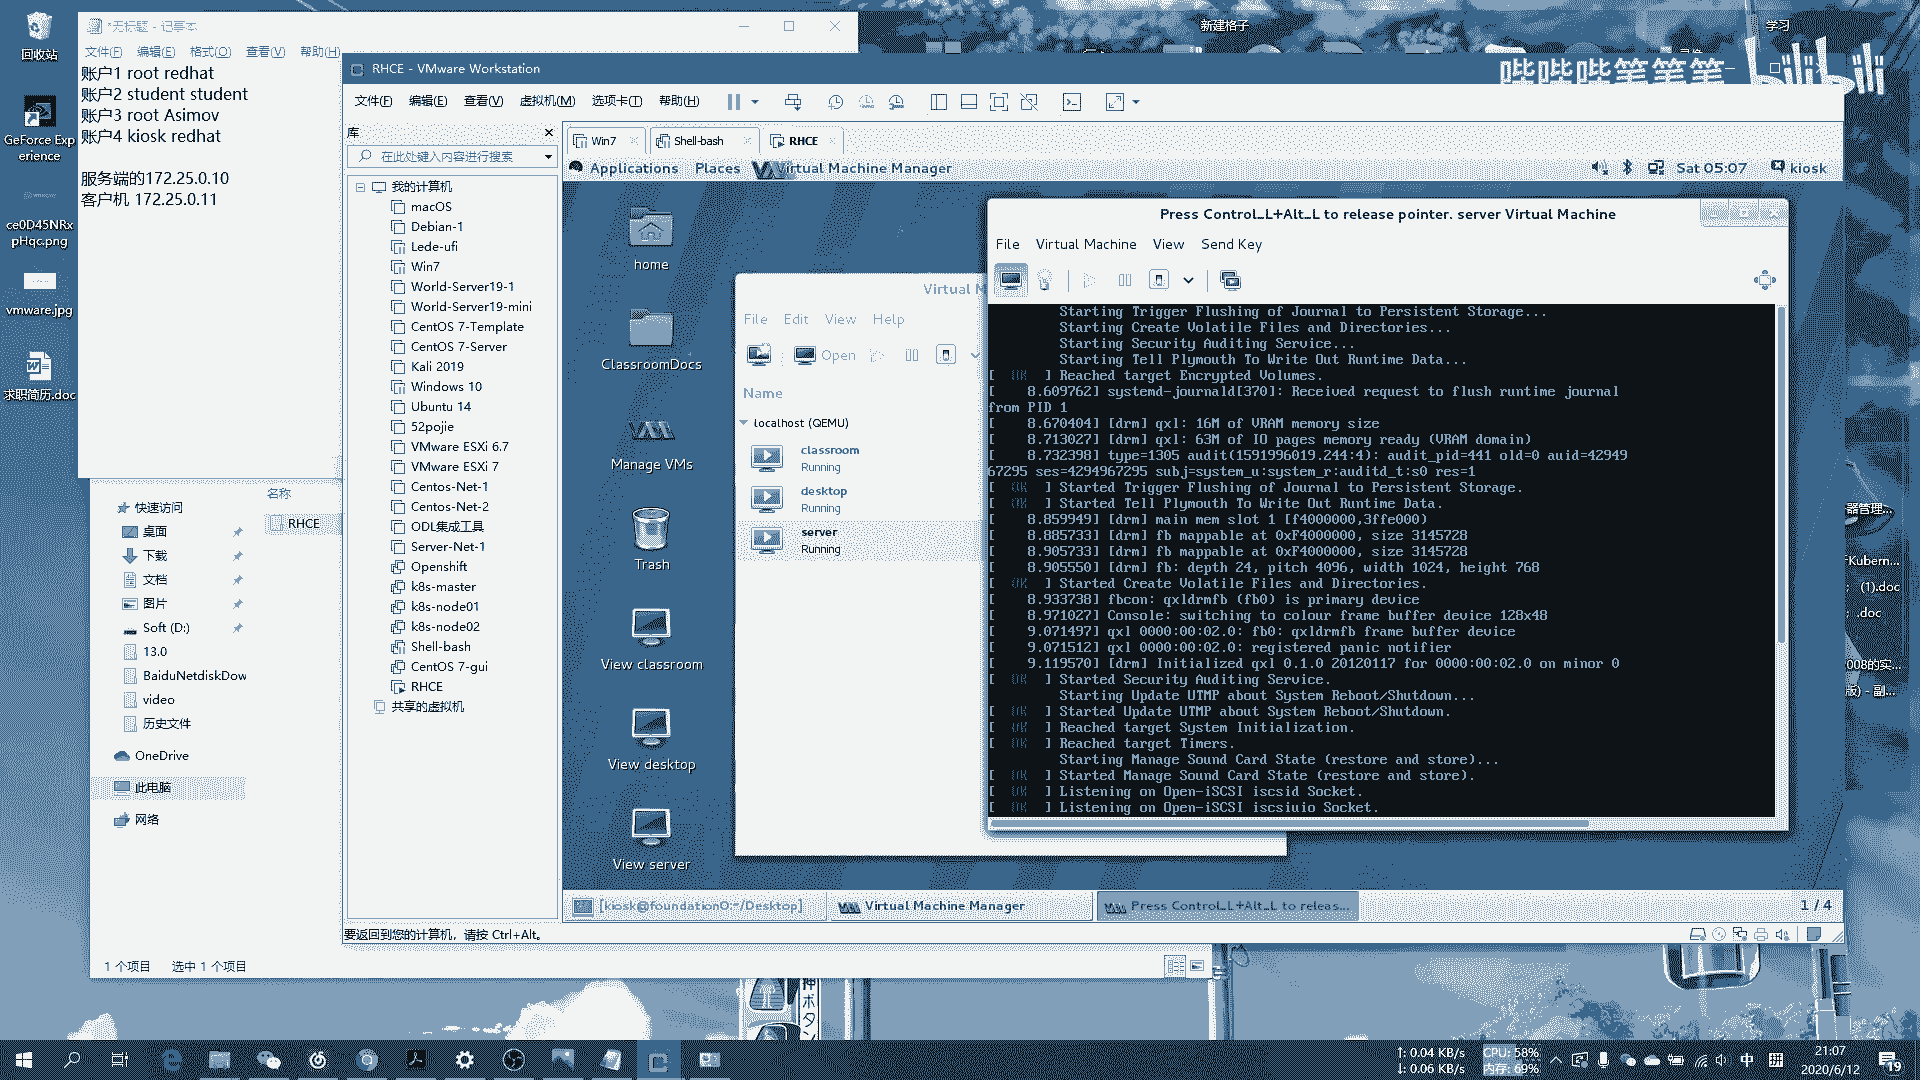 回收站
GeForce Experience
ce0D45NRxpHqc.png
vmware.jpg
求职简历.doc
*无标题 - 记事本
文件(F) 编辑(E) 格式(O) 查看(V) 帮助(H)
账户1 root redhat
账户2 student student
账户3 root Asimov
账户4 kiosk redhat
服务端的172.25.0.10
客户机 172.25.0.11
新建格子
学习
哔哔哔笔笔笔
bilibili
RHCE - VMware Workstation
文件(F) 编辑(E) 查看(V) 虚拟机(M) 选项卡(T) 帮助(H)
库
在此处键入内容进行搜索
我的计算机
macOS
Debian-1
Lede-ufi
Win7
World-Server19-1
World-Server19-mini
CentOS 7-Template
CentOS 7-Server
Kali 2019
Windows 10
Ubuntu 14
52pojie
VMware ESXi 6.7
VMware ESXi 7
Centos-Net-1
Centos-Net-2
ODL集成工具
Server-Net-1
Openshift
k8s-master
k8s-node01
k8s-node02
Shell-bash
CentOS 7-gui
RHCE
共享的虚拟机
Win7 Shell-bash RHCE
Applications Places Virtual Machine Manager Sat 05:07 kiosk
home
ClassroomDocs
Manage VMs
Trash
View classroom
View desktop
View server
Virtual M
File Edit View Help
Open
Name
localhost (QEMU)
classroom
Running
desktop
Running
server
Running
Press Control_L+Alt_L to release pointer. server Virtual Machine
File Virtual Machine View Send Key
Starting Trigger Flushing of Journal to Persistent Storage...
Starting Create Volatile Files and Directories...
Starting Security Auditing Service...
Starting Tell Plymouth To Write Out Runtime Data...
[ OK ] Reached target Encrypted Volumes.
[ 8.609762] systemd-journald[370]: Received request to flush runtime journal
from PID 1
[ 8.670404] [drm] qxl: 16M of VRAM memory size
[ 8.713027] [drm] qxl: 63M of IO pages memory ready (VRAM domain)
[ 8.732398] type=1305 audit(1591996019.244:4): audit_pid=441 old=0 auid=42949
67295 ses=4294967295 subj=system_u:system_r:auditd_t:s0 res=1
[ OK ] Started Trigger Flushing of Journal to Persistent Storage.
[ OK ] Started Tell Plymouth To Write Out Runtime Data.
[ 8.859949] [drm] main mem slot 1 [f4000000,3ffe000)
[ 8.885733] [drm] fb mappable at 0xF4000000, size 3145728
[ 8.905733] [drm] fb mappable at 0xF4000000, size 3145728
[ 8.905550] [drm] fb: depth 24, pitch 4096, width 1024, height 768
[ OK ] Started Create Volatile Files and Directories.
[ 8.933738] fbcon: qxldrmfb (fb0) is primary device
[ 8.971027] Console: switching to colour frame buffer device 128x48
[ 9.071497] qxl 0000:00:02.0: fb0: qxldrmfb frame buffer device
[ 9.071512] qxl 0000:00:02.0: registered panic notifier
[ 9.119570] [drm] Initialized qxl 0.1.0 20120117 for 0000:00:02.0 on minor 0
[ OK ] Started Security Auditing Service.
Starting Update UTMP about System Reboot/Shutdown...
[ OK ] Started Update UTMP about System Reboot/Shutdown.
[ OK ] Reached target System Initialization.
[ OK ] Reached target Timers.
Starting Manage Sound Card State (restore and store)...
[ OK ] Started Manage Sound Card State (restore and store).
[ OK ] Listening on Open-iSCSI iscsid Socket.
[ OK ] Listening on Open-iSCSI iscsiuio Socket.
[kiosk@foundation0:~/Desktop] Virtual Machine Manager Press Control_L+Alt_L to releas... 1 / 4
要返回到您的计算机，请按 Ctrl+Alt。
快速访问
桌面
下载
文档
图片
Soft (D:)
13.0
BaiduNetdiskDow
video
历史文件
OneDrive
此电脑
网络
名称
RHCE
1 个项目 选中 1 个项目
器管理...
Kubern...
(1).doc
.doc
008的实...
版) - 副...
神ボタン
↑: 0.04 KB/s
↓: 0.06 KB/s
CPU: 58%
内存: 69%
中
拼
21:07
2020/6/12
19